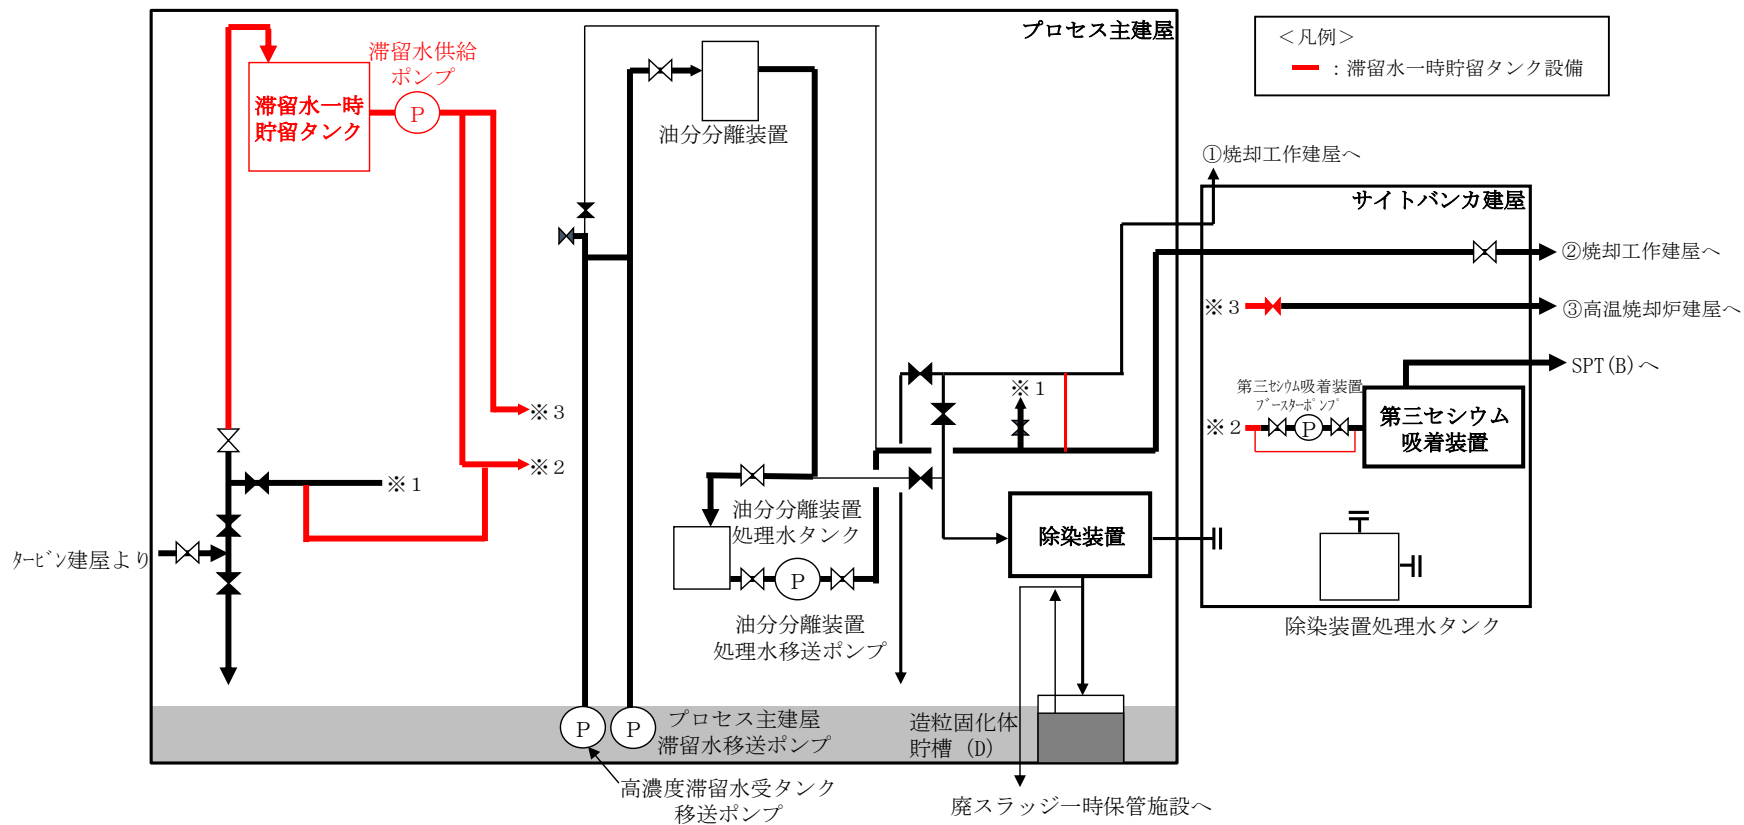 プロセス主建屋
＜凡例＞
：滞留水一時貯留タンク設備
滞留水供給
ポンプ
滞留水一時
貯留タンク
P
油分分離装置
①焼却工作建屋へ
サイトバンカ建屋
②焼却工作建屋へ
※3
③高温焼却炉建屋へ
SPT(B)へ
第三セシウム吸着装置
ブースターポンプ
※2
P
第三セシウム
吸着装置
※1
※3
※2
※1
タービン建屋より
油分分離装置
処理水タンク
P
油分分離装置
処理水移送ポンプ
除染装置
除染装置処理水タンク
P
P
プロセス主建屋
滞留水移送ポンプ
造粒固化体
貯槽(D)
高濃度滞留水受タンク
移送ポンプ
廃スラッジ一時保管施設へ